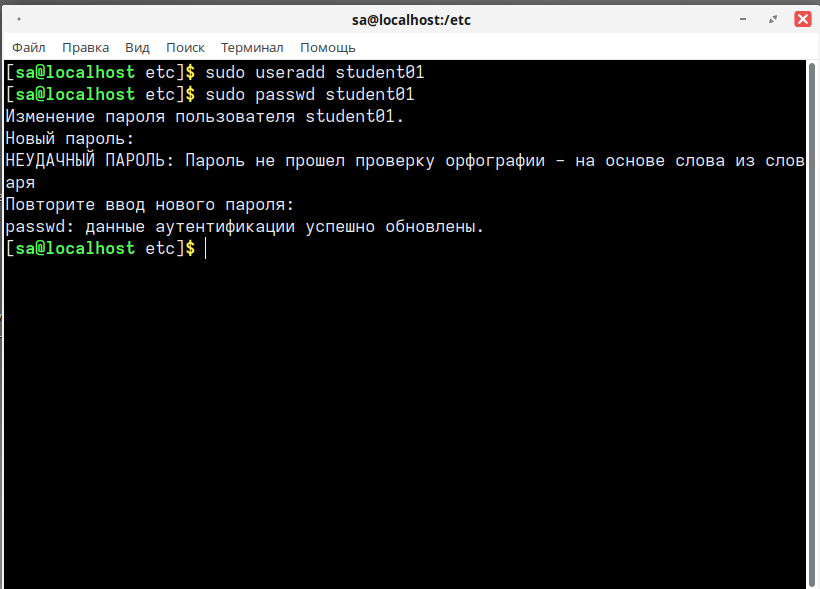 sa@localhost:/etc
Файл Правка Вид Поиск Терминал Помощь
[sa@localhost etc]$ sudo useradd student01
[sa@localhost etc]$ sudo passwd student01
Изменение пароля пользователя student01.
Новый пароль:
НЕУДАЧНЫЙ ПАРОЛЬ: Пароль не прошел проверку орфографии - на основе слова из слов
аря
Повторите ввод нового пароля:
passwd: данные аутентификации успешно обновлены.
[sa@localhost etc]$